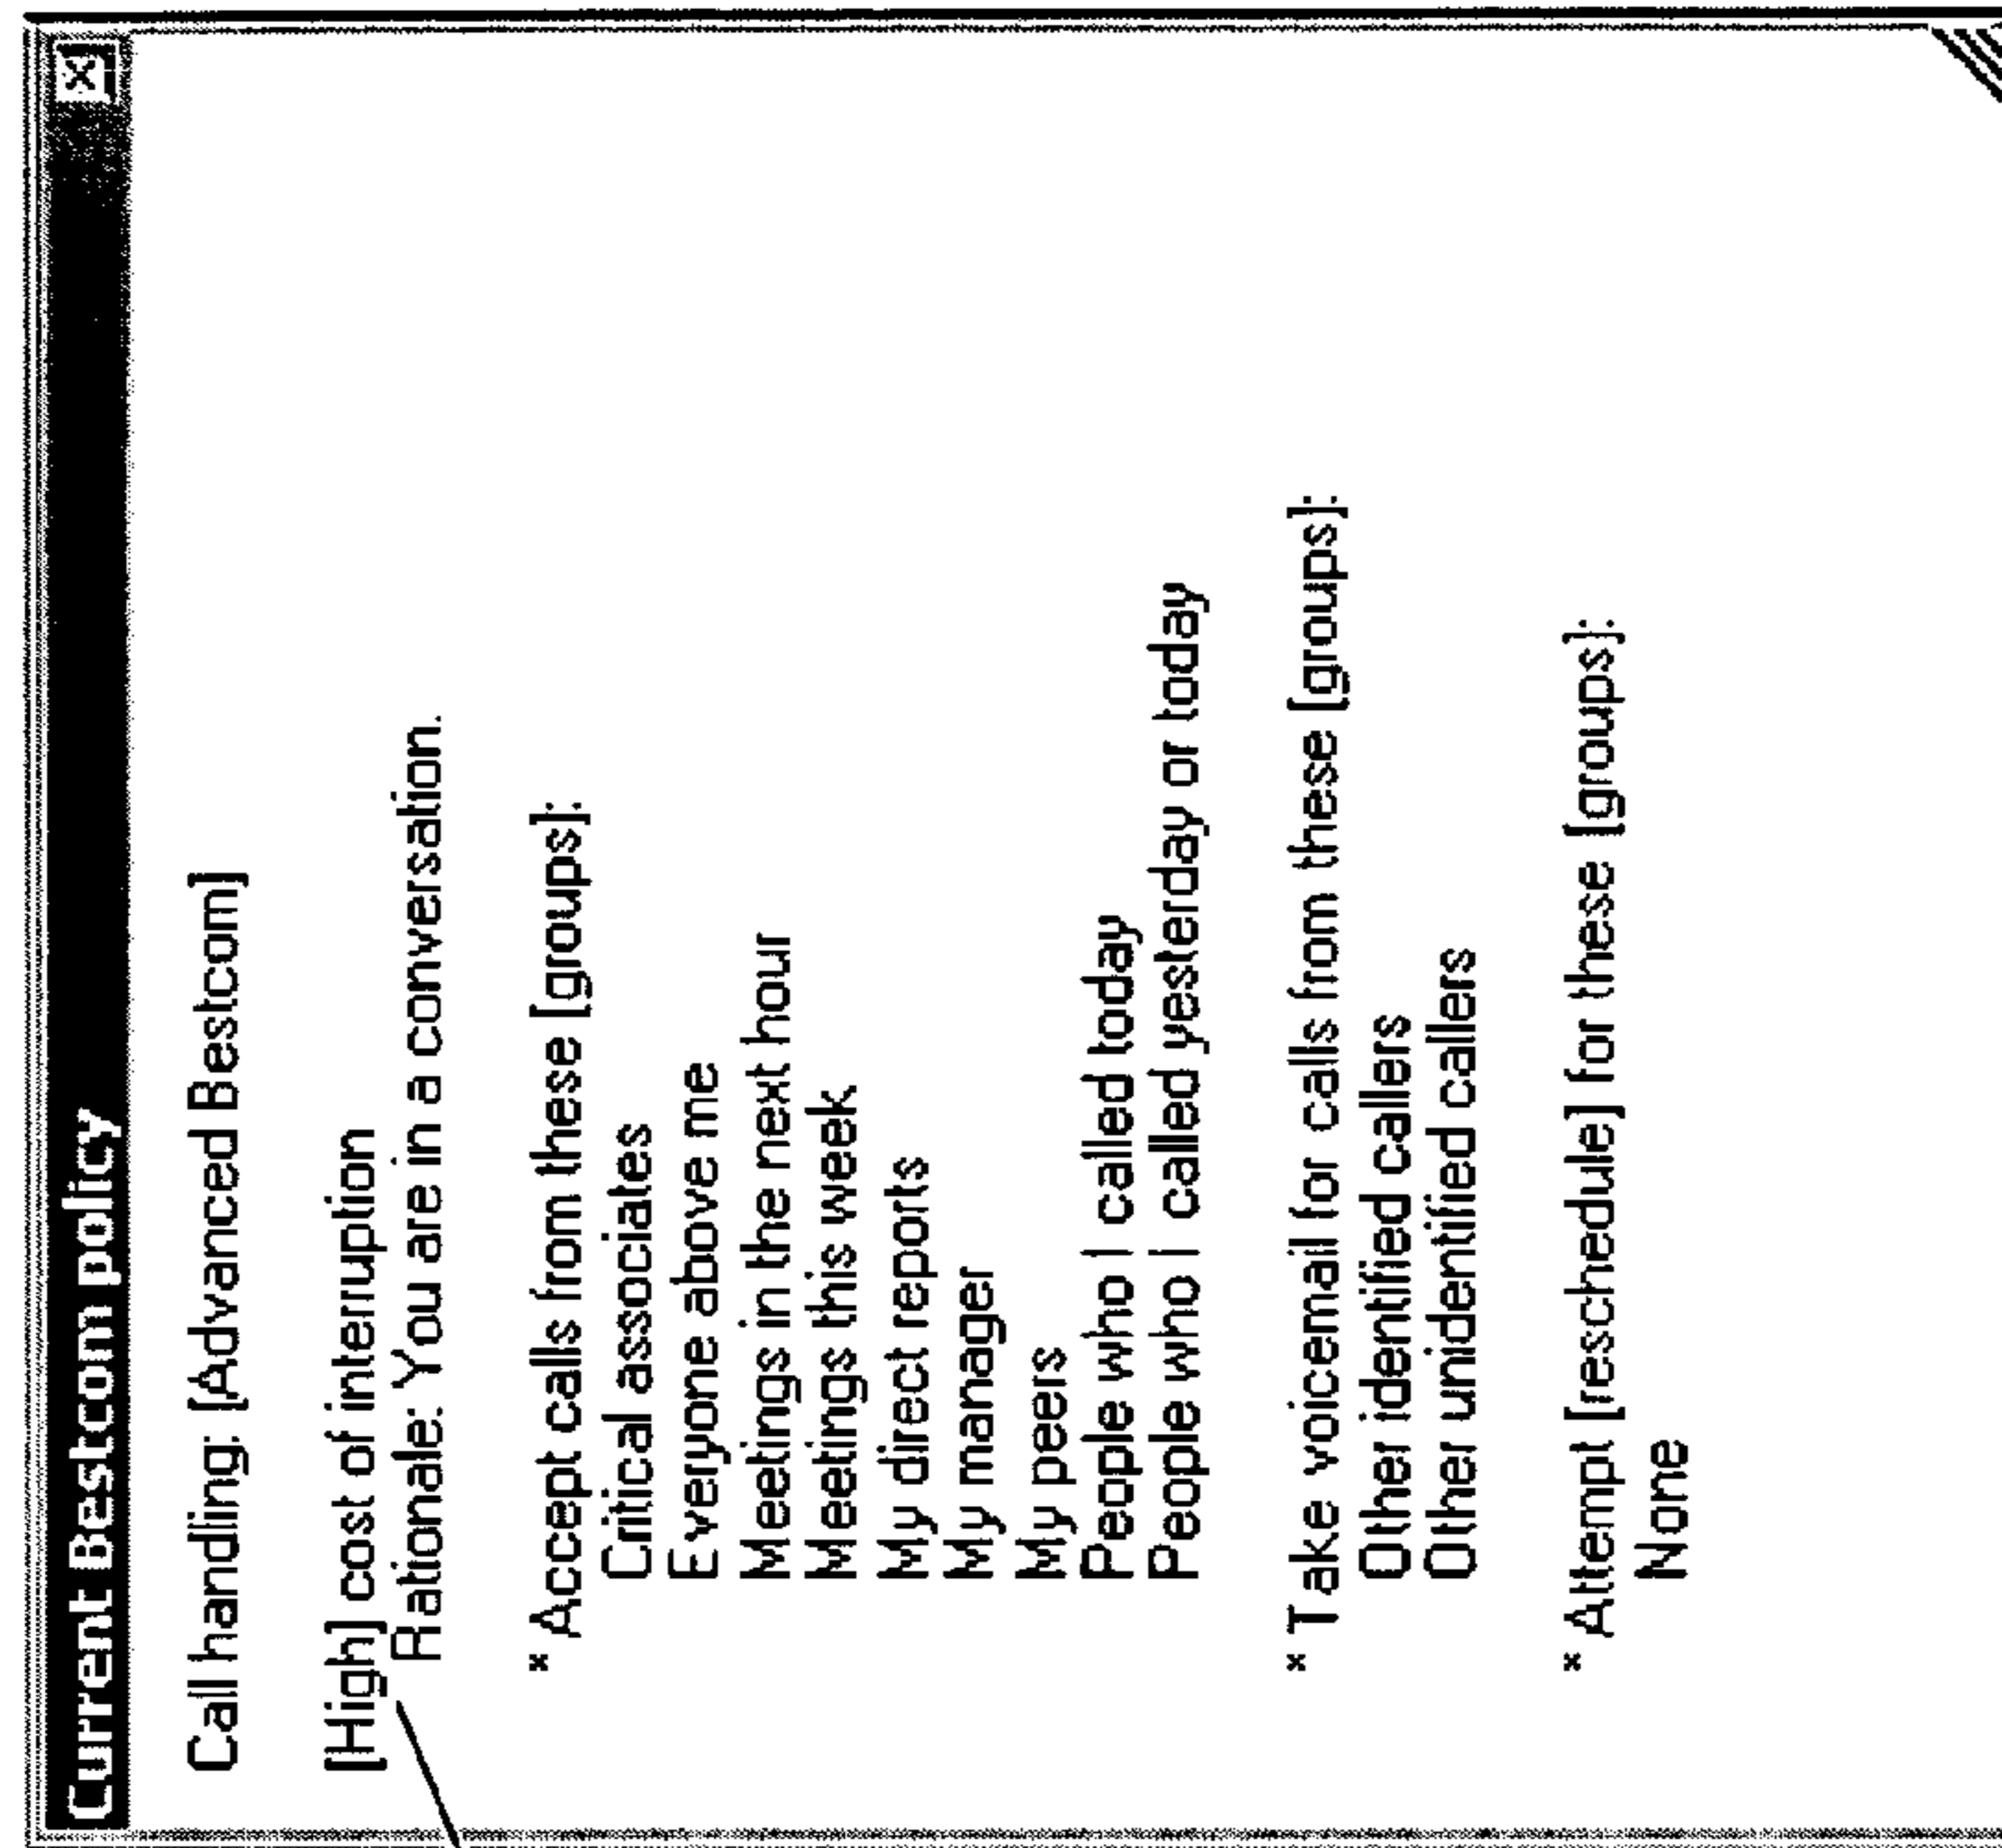 Current Bestcom policy
Call handling: [Advanced Bestcom]
[High] cost of interruption
Rationale: You are in a conversation.
* Accept calls from these [groups]:
Critical associates
Everyone above me
Meetings in the next hour
Meetings this week
My direct reports
My manager
My peers
People who I called today
People who I called yesterday or today
* Take voicemail for calls from these [groups]:
Other identified callers
Other unidentified callers
* Attempt [reschedule] for these [groups]:
None